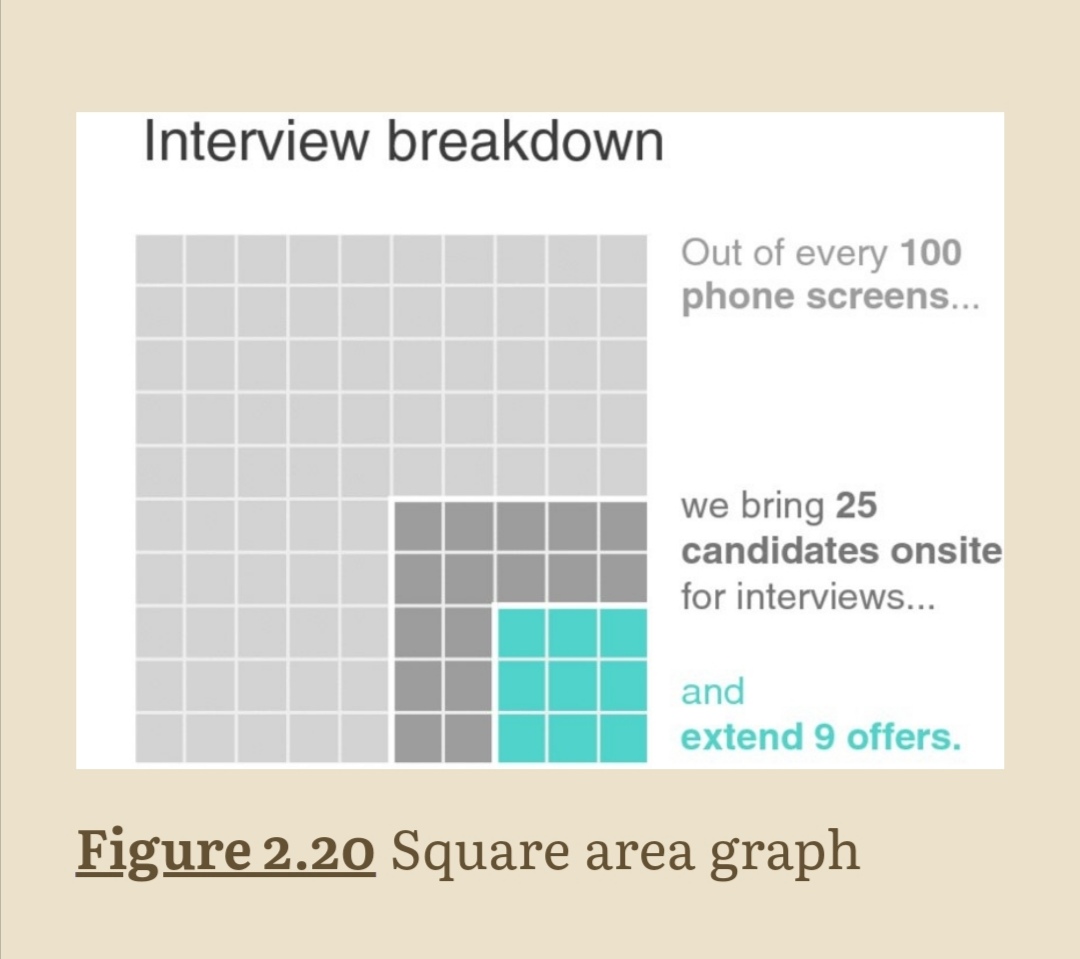 Interview breakdown
Out of every 100
phone screens...
we bring 25
candidates onsite
for interviews...
and
extend 9 offers.
Figure 2.20 Square area graph